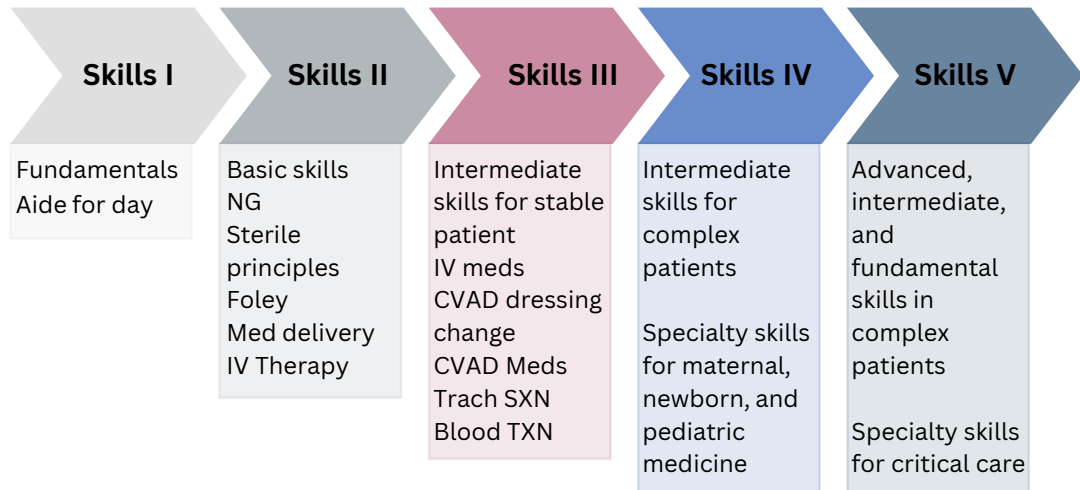 Skills I
Skills II
Skills III
Skills IV
Skills V
Fundamentals
Aide for day
Basic skills
NG
Sterile
principles
Foley
Med delivery
IV Therapy
Intermediate
skills for stable
patient
IV meds
CVAD dressing
change
CVAD Meds
Trach SXN
Blood TXN
Intermediate
skills for
complex
patients
Specialty skills
for maternal,
newborn, and
pediatric
medicine
Advanced,
intermediate,
and
fundamental
skills in
complex
patients
Specialty skills
for critical care